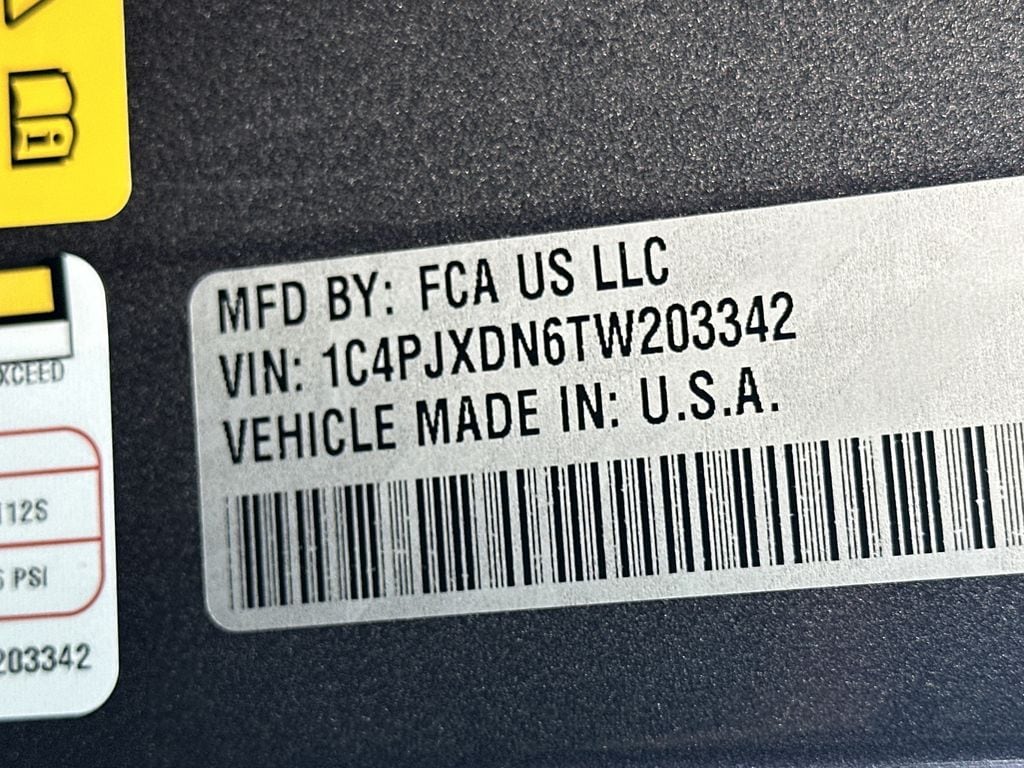 MFD BY: FCA US LLC
VIN: 1C4PJXDN6TW203342
VEHICLE MADE IN: U.S.A.
XCEED
112S
PSI
203342